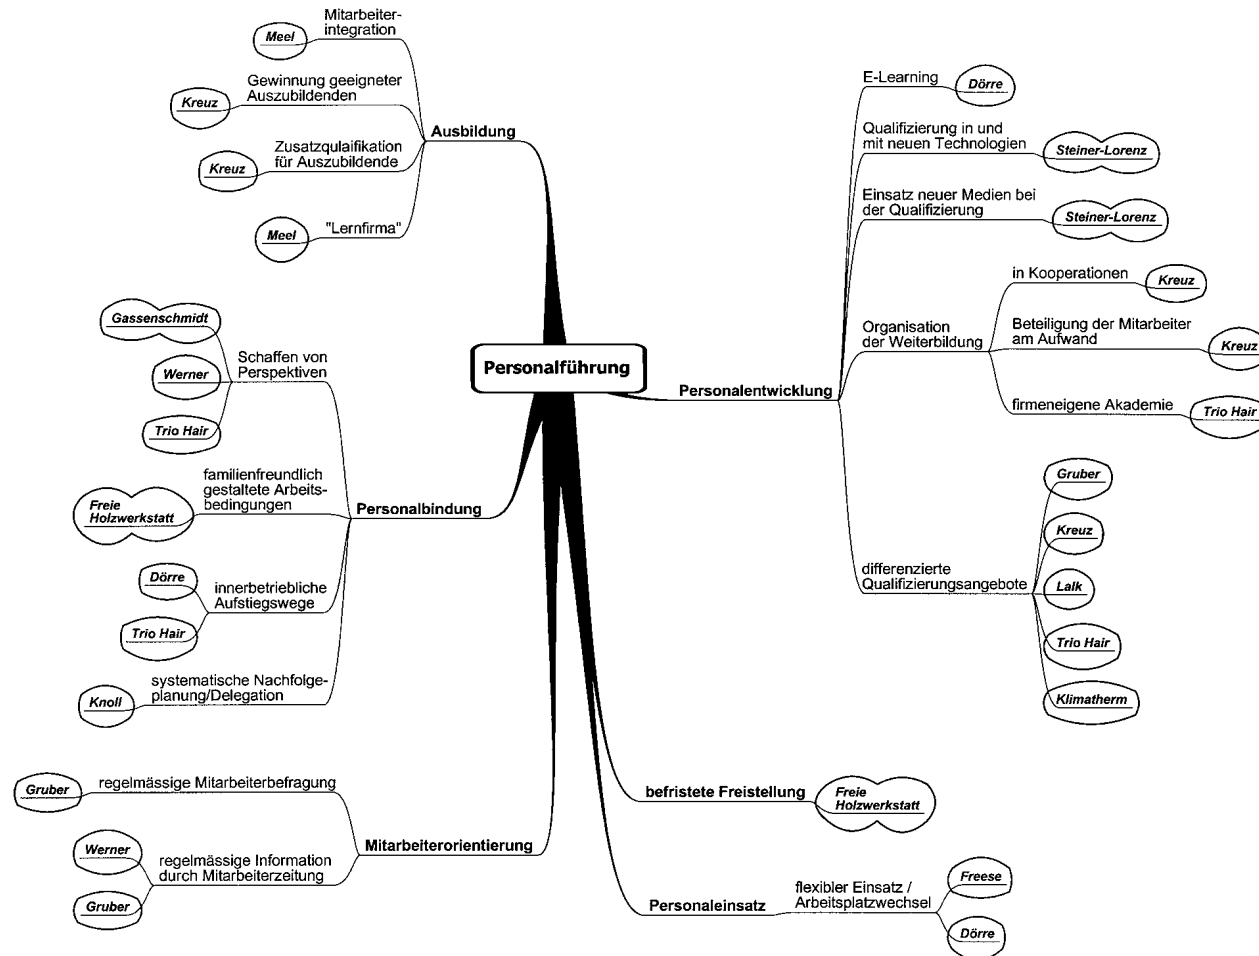 Mitarbeiter-
integration
Meel
Gewinnung geeigneter
Auszubildenden
Kreuz
Ausbildung
Zusatzqulaifikation
für Auszubildende
Kreuz
"Lernfirma"
Meel
Gassenschmidt
Schaffen von
Perspektiven
Werner
Trio Hair
familienfreundlich
gestaltete Arbeits-
bedingungen
Freie
Holzwerkstatt
Personalbindung
Dörre
innerbetriebliche
Aufstiegswege
Trio Hair
systematische Nachfolge-
planung/Delegation
Knoll
regelmässige Mitarbeiterbefragung
Gruber
Mitarbeiterorientierung
Werner
regelmässige Information
durch Mitarbeiterzeitung
Gruber
Personalführung
E-Learning
Dörre
Qualifizierung in und
mit neuen Technologien
Steiner-Lorenz
Einsatz neuer Medien bei
der Qualifizierung
Steiner-Lorenz
in Kooperationen
Kreuz
Organisation
der Weiterbildung
Beteiligung der Mitarbeiter
am Aufwand
Kreuz
Personalentwicklung
firmeneigene Akademie
Trio Hair
Gruber
Kreuz
differenzierte
Qualifizierungsangebote
Lalk
Trio Hair
Klimatherm
befristete Freistellung
Freie
Holzwerkstatt
Personaleinsatz
flexibler Einsatz /
Arbeitsplatzwechsel
Freese
Dörre